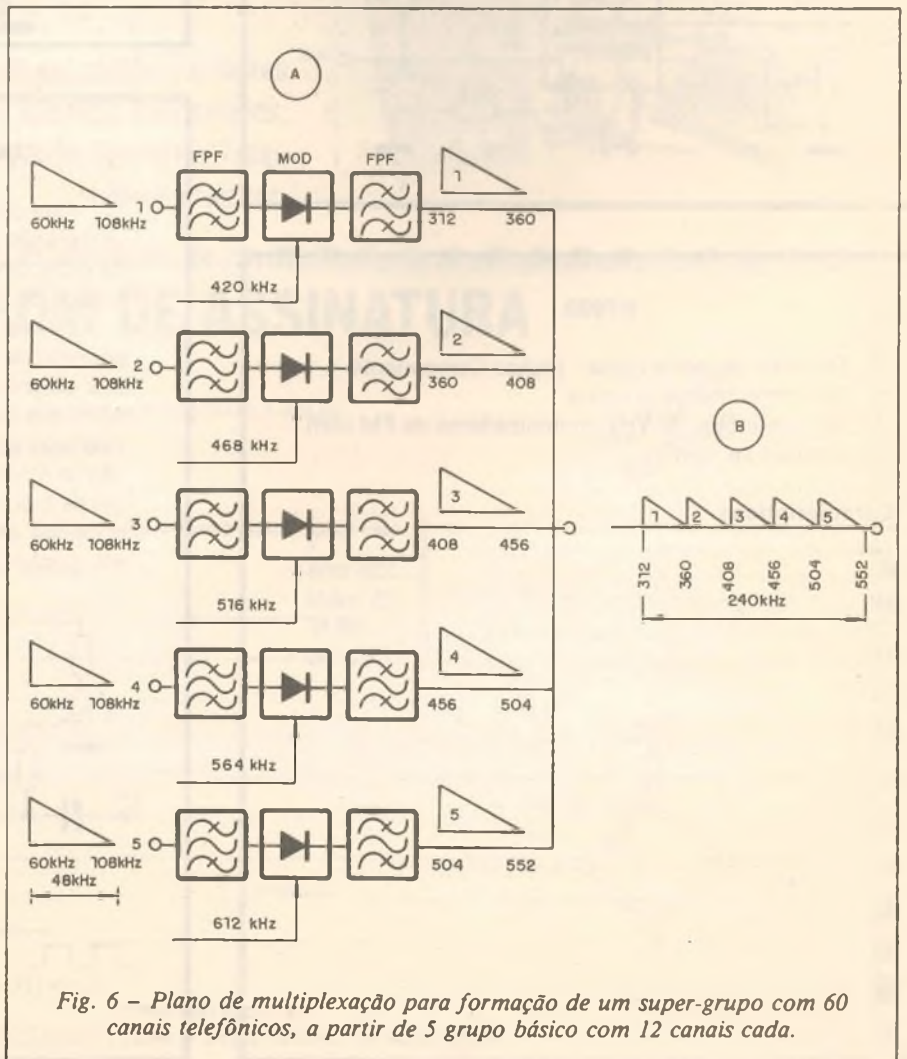 A
FPF MOD FPF.
1
60kHz 108kHz 1 312 360
420 kHz
2
60kHz 108kHz 2 360 408
468 kHz
B
3
60kHz 108kHz 3 408 456
1 2 3 4 5
312 360 408 456 504 552
240kHz
516 kHz
4
60kHz 108kHz 4 456 504
564 kHz
5
60kHz 108kHz 5 504 552
48kHz
612 kHz
Fig. 6 – Plano de multiplexação para formação de um super-grupo com 60
canais telefônicos, a partir de 5 grupo básico com 12 canais cada.